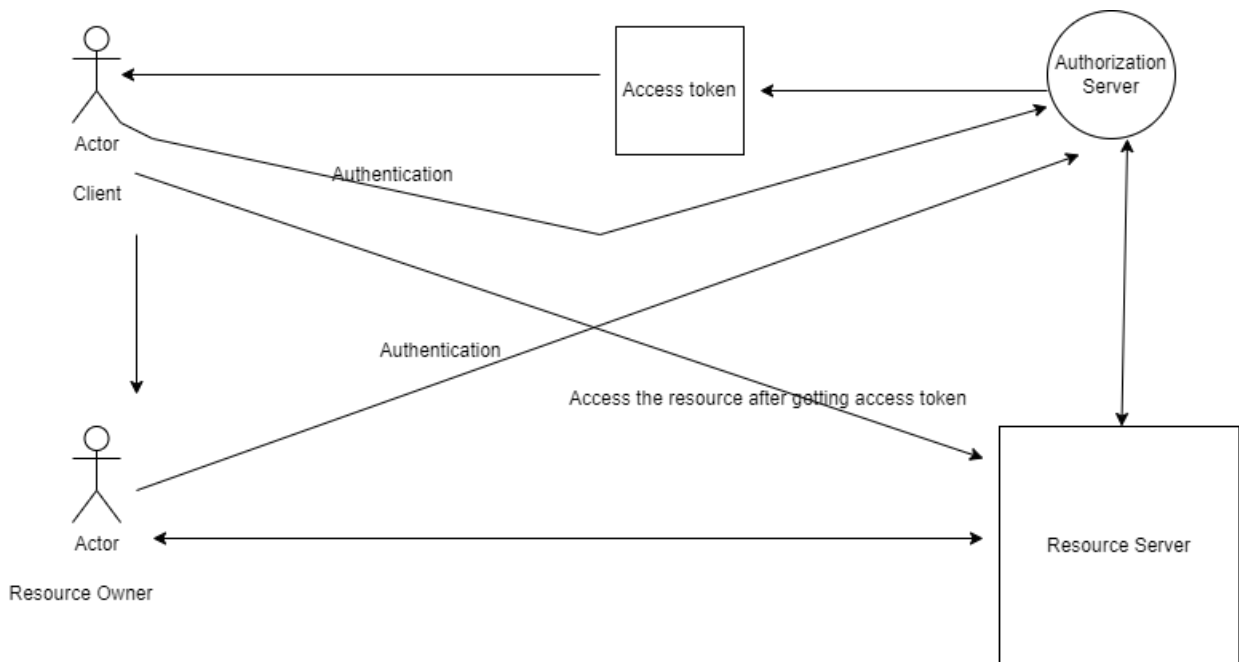 Authorization
Server
Access token
Actor
Client
Authentication
Authentication
Access the resource after getting access token
Actor
Resource Server
Resource Owner